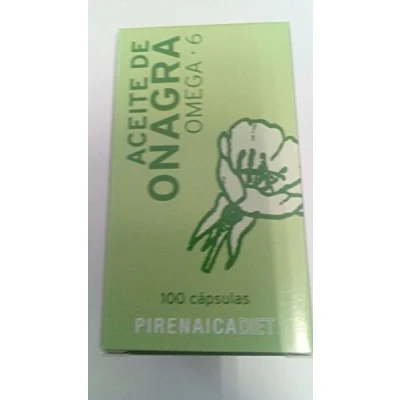 ACEITE DE
ONAGRA
OMEGA · 6
100 cápsulas
PIRENAICADIET